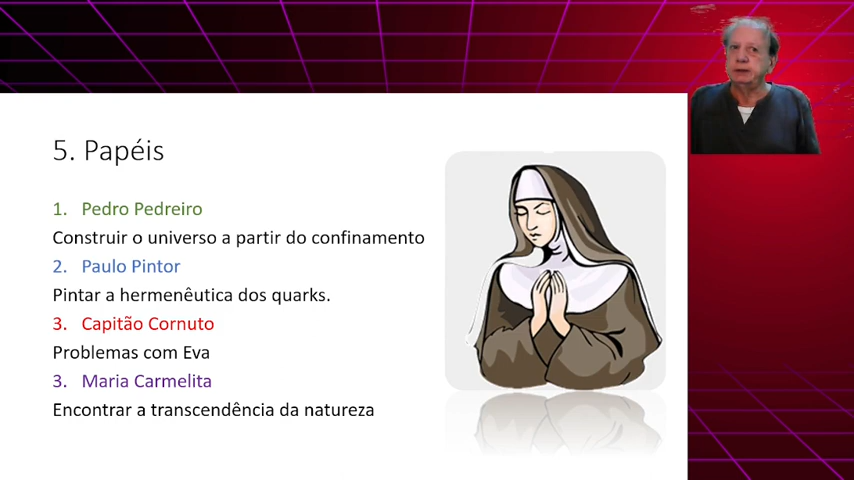 5. Papéis
1. Pedro Pedreiro
Construir o universo a partir do confinamento
2. Paulo Pintor
Pintar a hermenêutica dos quarks.
3. Capitão Cornuto
Problemas com Eva
3. Maria Carmelita
Encontrar a transcendência da natureza